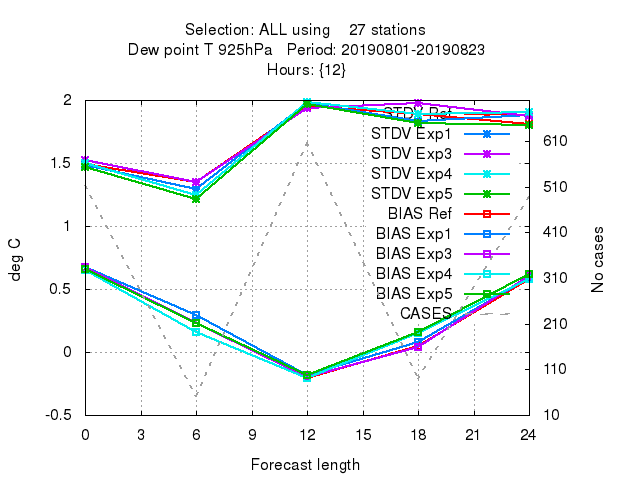 Selection: ALL using    27 stations
Dew point T 925hPa   Period: 20190801-20190823
Hours: {12}
2
STDV Ref
STDV Exp1
610
STDV Exp3
1.5
STDV Exp4
510
STDV Exp5
BIAS Ref
1
BIAS Exp1
410
BIAS Exp3
deg C
No cases
BIAS Exp4
310
0.5
BIAS Exp5
CASES
210
0
110
-0.5
10
0 3 6 9 12 15 18 21 24
Forecast length